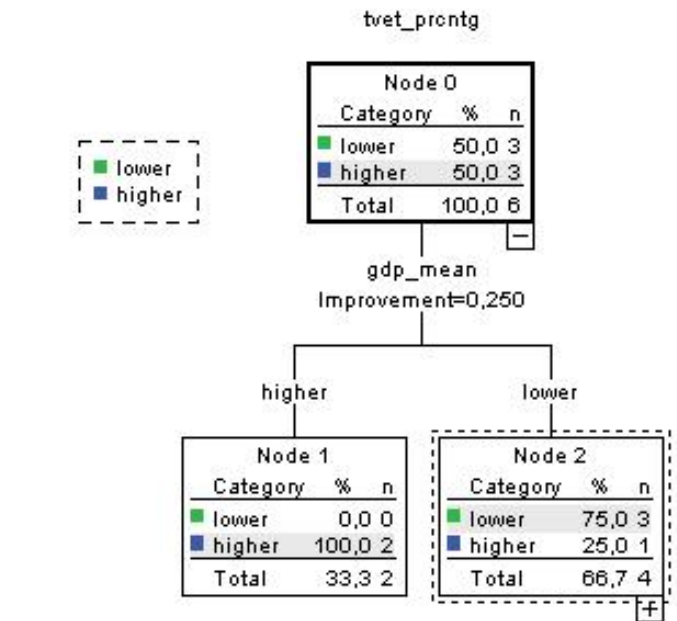 tvet_prcntg
Node 0
Category % n
lower 50,0 3
higher 50,0 3
Total 100,0 6
lower
higher
gdp_mean
Improvement=0,250
higher
lower
Node 1
Category % n
lower 0,0 0
higher 100,0 2
Total 33,3 2
Node 2
Category % n
lower 75,0 3
higher 25,0 1
Total 66,7 4